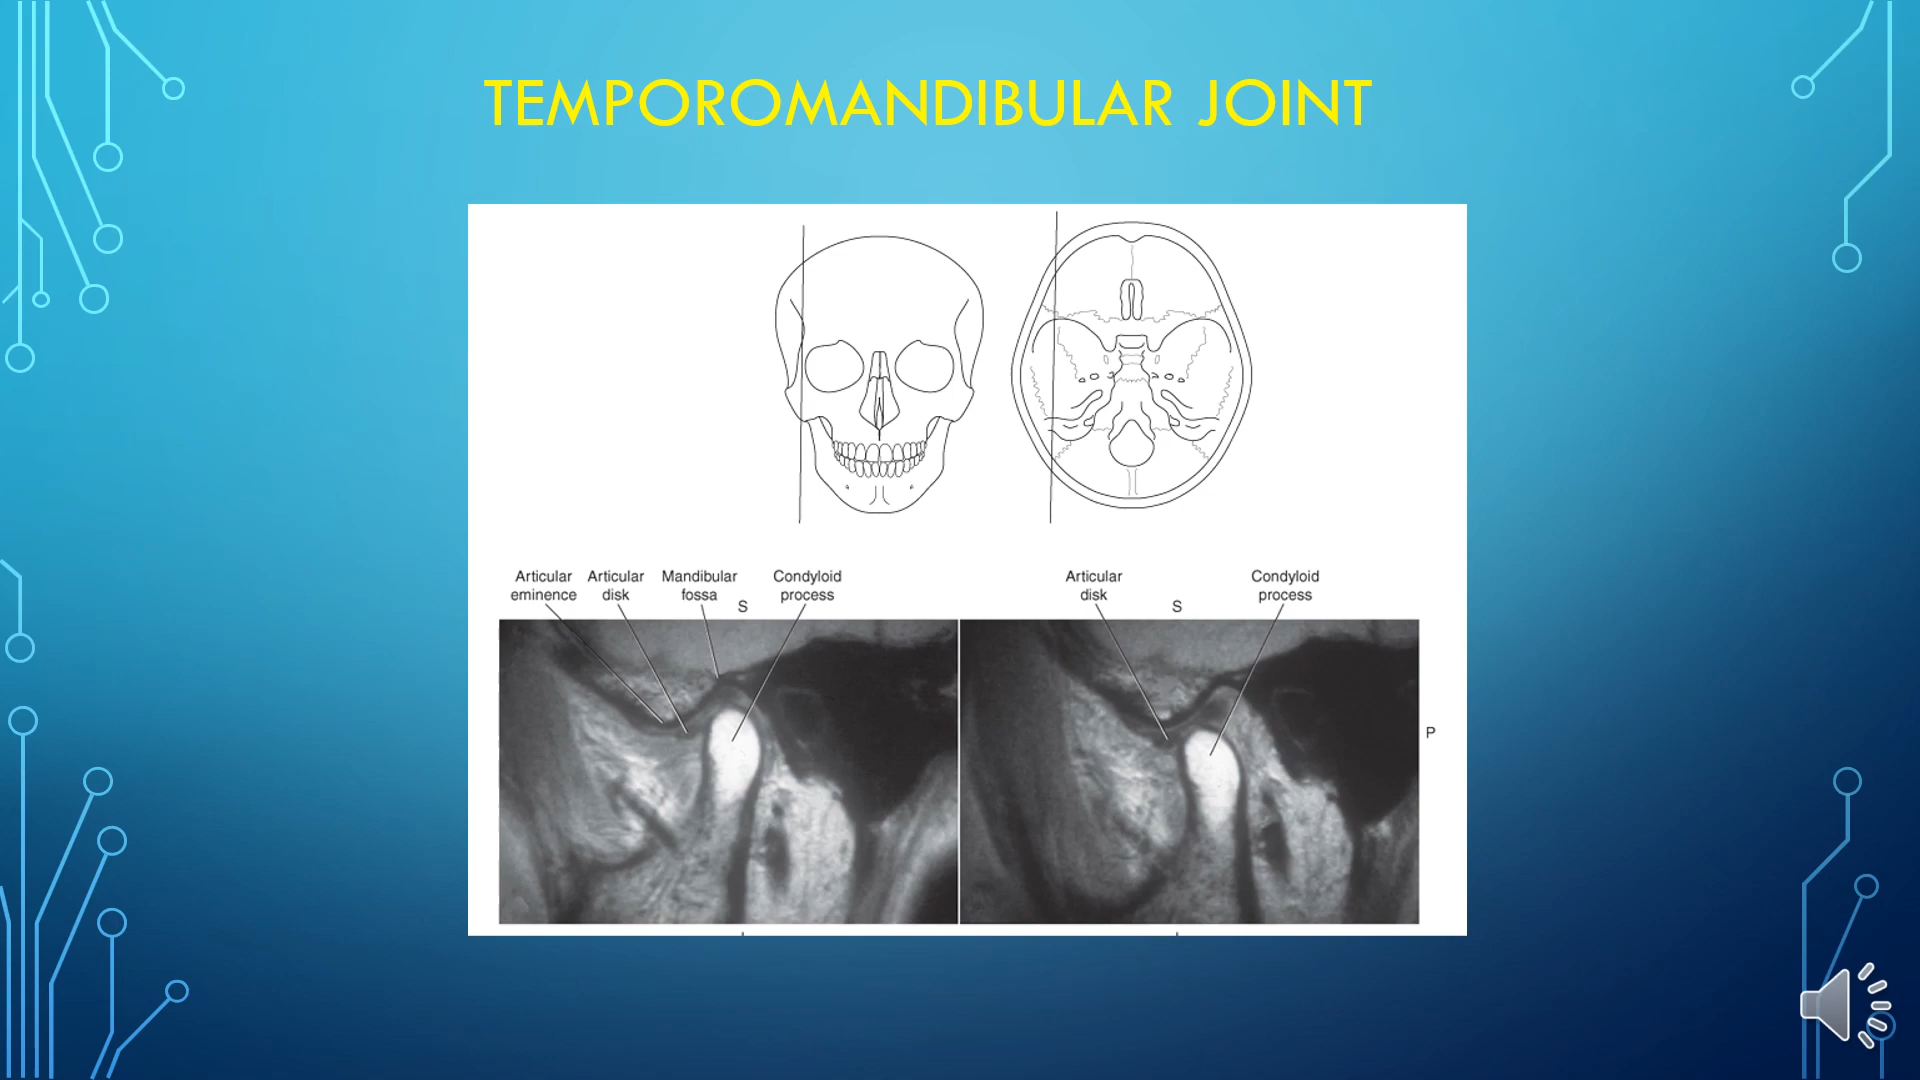 TEMPOROMANDIBULAR JOINT
Articular eminence
Articular disk
Mandibular fossa
S
Condyloid process
Articular disk
S
Condyloid process
P